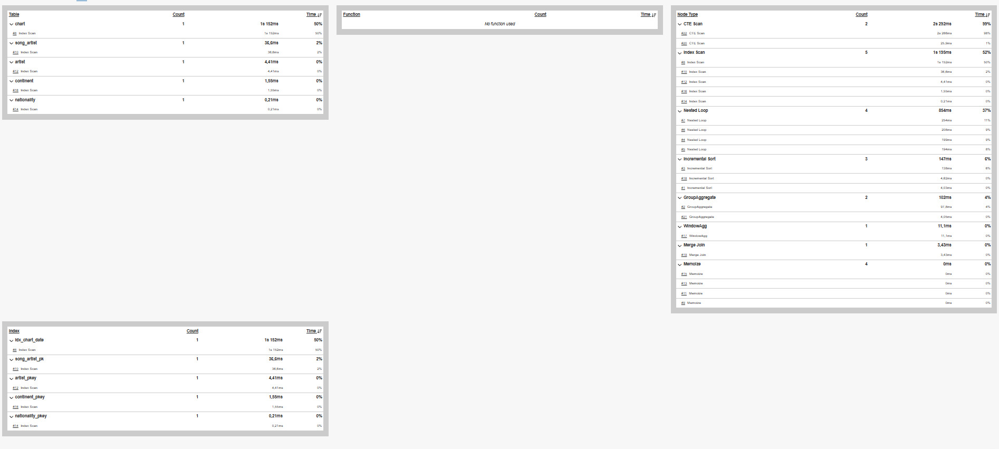 Table Count Time
chart 1 1s 152ms 50%
#8 Index Scan 1s 152ms 50%
song_artist 1 36,6ms 2%
#10 Index Scan 36,6ms 2%
artist 1 4,41ms 0%
#12 Index Scan 4,41ms 0%
continent 1 1,55ms 0%
#16 Index Scan 1,55ms 0%
nationality 1 0,21ms 0%
#14 Index Scan 0,21ms 0%
Function Count Time
No function used
Node Type Count Time
CTE Scan 2 2s 292ms 99%
#22 CTE Scan 2s 266ms 98%
#20 CTE Scan 25,9ms 1%
Index Scan 5 1s 195ms 52%
#8 Index Scan 1s 152ms 50%
#10 Index Scan 36,6ms 2%
#12 Index Scan 4,41ms 0%
#16 Index Scan 1,55ms 0%
#14 Index Scan 0,21ms 0%
Nested Loop 4 854ms 37%
#7 Nested Loop 254ms 11%
#6 Nested Loop 208ms 9%
#4 Nested Loop 199ms 9%
#5 Nested Loop 194ms 8%
Incremental Sort 3 147ms 6%
#3 Incremental Sort 138ms 6%
#18 Incremental Sort 4,62ms 0%
#1 Incremental Sort 4,03ms 0%
GroupAggregate 2 102ms 4%
#2 GroupAggregate 97,8ms 4%
#21 GroupAggregate 4,05ms 0%
WindowAgg 1 11,1ms 0%
#17 WindowAgg 11,1ms 0%
Merge Join 1 3,43ms 0%
#19 Merge Join 3,43ms 0%
Memoize 4 0ms 0%
#15 Memoize 0ms 0%
#13 Memoize 0ms 0%
#11 Memoize 0ms 0%
#9 Memoize 0ms 0%
Index Count Time
idx_chart_date 1 1s 152ms 50%
#8 Index Scan 1s 152ms 50%
song_artist_pk 1 36,6ms 2%
#10 Index Scan 36,6ms 2%
artist_pkey 1 4,41ms 0%
#12 Index Scan 4,41ms 0%
continent_pkey 1 1,55ms 0%
#16 Index Scan 1,55ms 0%
nationality_pkey 1 0,21ms 0%
#14 Index Scan 0,21ms 0%